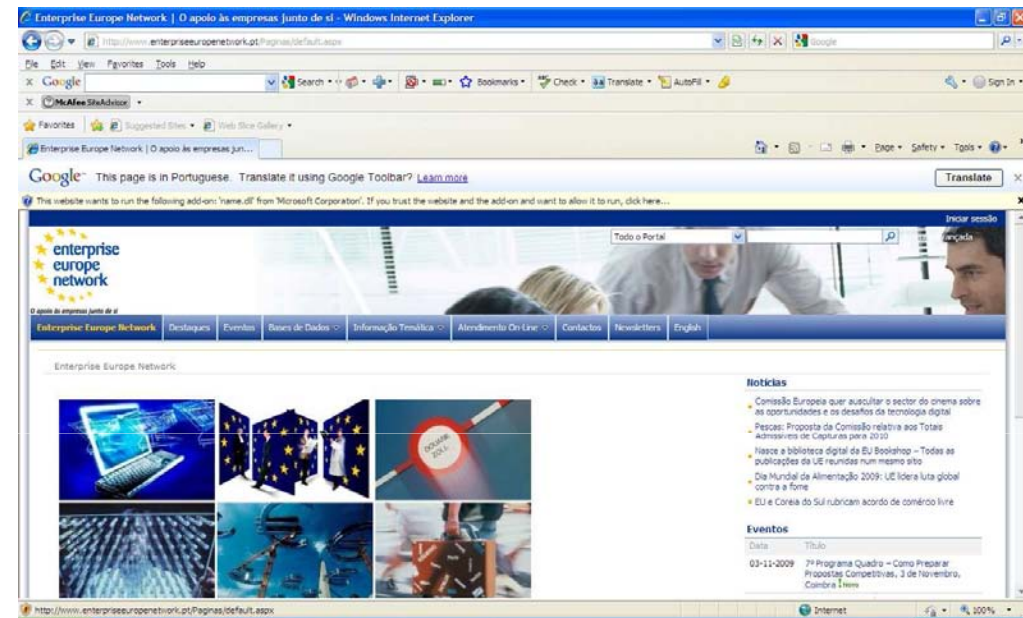 Enterprise Europe Network | O apoio às empresas junto de si - Windows Internet Explorer
http://www.enterpriseeuropenetwork.pt/Paginas/default.aspx
Google
File Edit View Favorites Tools Help
x Google Search Bookmarks Check Translate AutoFill Sign In
x McAfee SiteAdvisor
Favorites Suggested Sites Web Slice Gallery
Enterprise Europe Network | O apoio às empresas jun...
Page Safety Tools
Google This page is in Portuguese. Translate it using Google Toolbar? Learn more Translate
This website wants to run the following add-on: 'name.dll' from 'Microsoft Corporation'. If you trust the website and the add-on and want to allow it to run, click here...
Iniciar sessão
Todo o Portal
enterprise
europe
network
O apoio às empresas junto de si
Enterprise Europe Network Destaques Eventos Bases de Dados Informação Temática Atendimento On-Line Contactos Newsletters English
Enterprise Europe Network
DOUANE
ZOLL
Notícias
Comissão Europeia quer auscultar o sector do cinema sobre
as oportunidades e os desafios da tecnologia digital
Pescas: Proposta da Comissão relativa aos Totais
Admissíveis de Capturas para 2010
Nasce a biblioteca digital da EU Bookshop – Todas as
publicações da UE reunidas num mesmo sítio
Dia Mundial da Alimentação 2009: UE lidera luta global
contra a fome
EU e Coreia do Sul rubricam acordo de comércio livre
Eventos
Data Título
03-11-2009 7º Programa Quadro – Como Preparar
Propostas Competitivas, 3 de Novembro,
Coimbra
http://www.enterpriseeuropenetwork.pt/Paginas/default.aspx Internet 100%